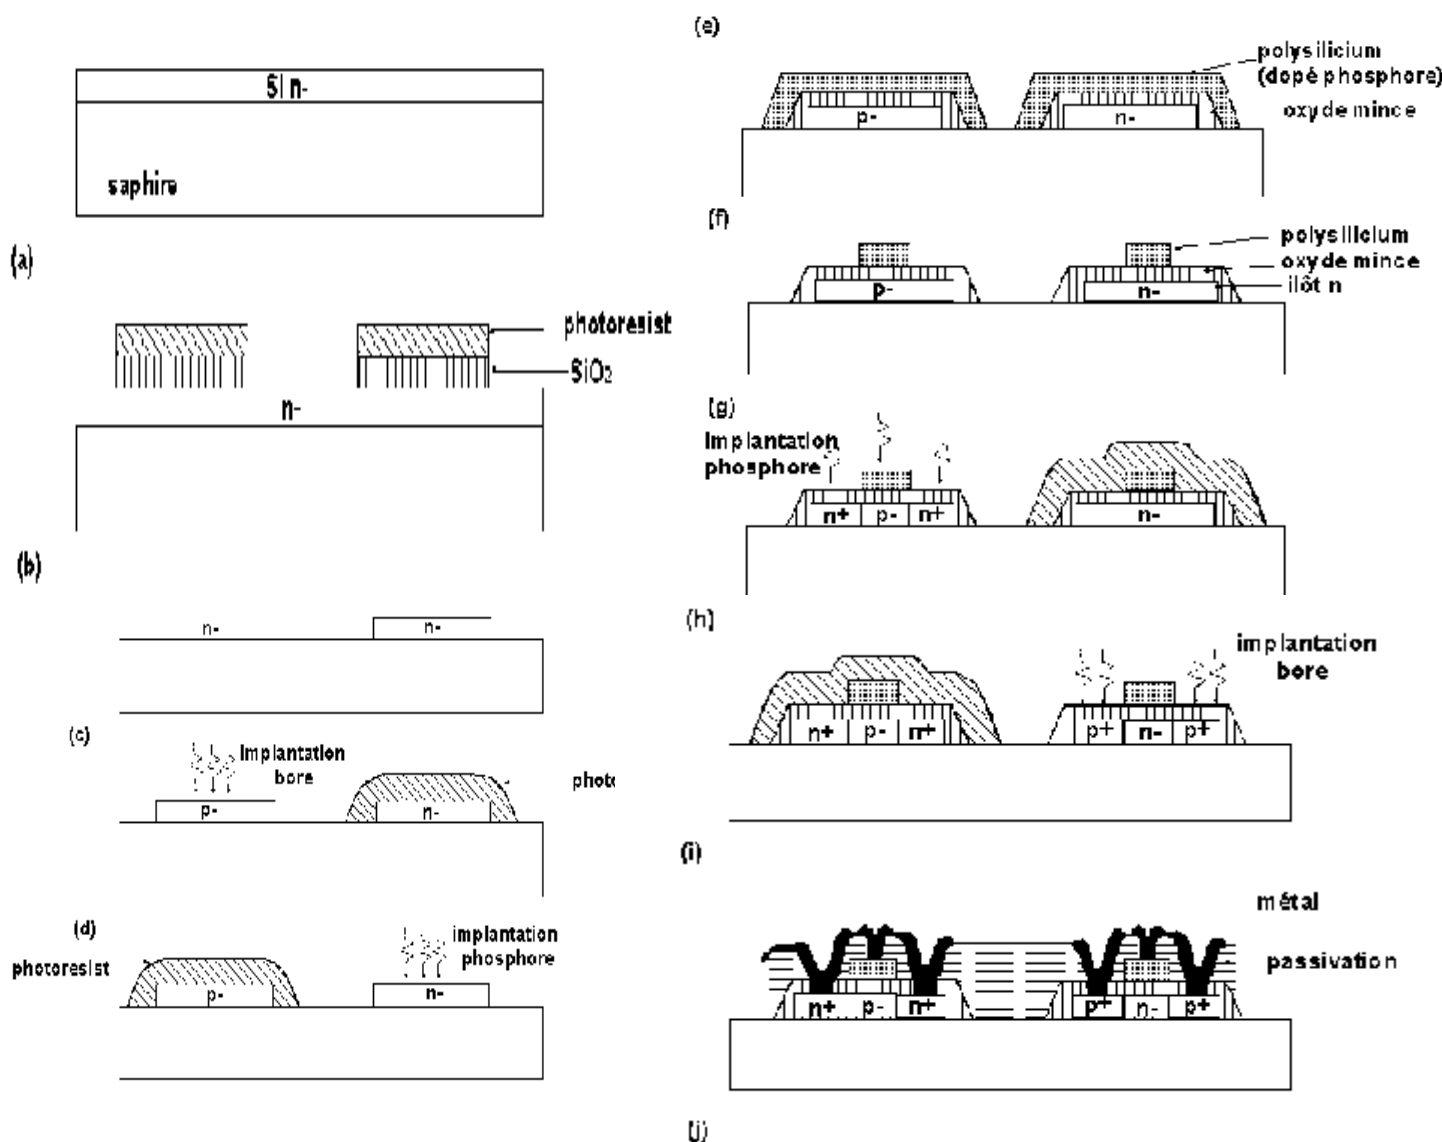 Si n-
saphire
(a)
photoresist
SiO2
n-
(b)
n-
n-
(c)
Implantation
bore
p-
n-
phot
(d)
implantation
phosphore
photoresist
p-
n-
(e)
polysilicium
(dopé phosphore)
oxyde mince
p-
n-
(f)
polysilicium
oxyde mince
ilôt n
p-
n-
(g)
Implantation
phosphore
n+ p- n+
n-
(h)
implantation
bore
n+ p- n+
p+ n- p+
(i)
métal
passivation
n+ p- n+
p+ n- p+
(j)